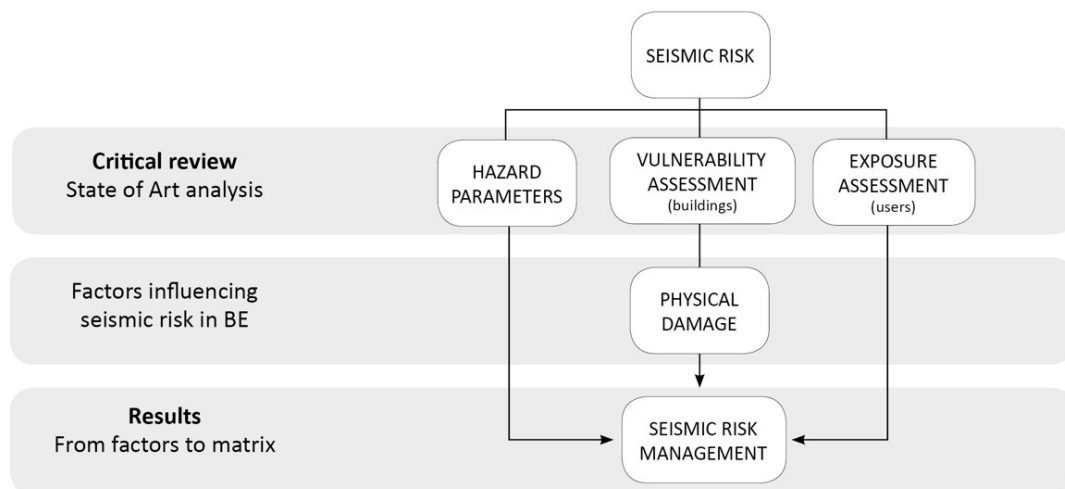 SEISMIC RISK
Critical review
State of Art analysis
HAZARD
PARAMETERS
VULNERABILITY
ASSESSMENT
(buildings)
EXPOSURE
ASSESSMENT
(users)
Factors influencing
seismic risk in BE
PHYSICAL
DAMAGE
Results
From factors to matrix
SEISMIC RISK
MANAGEMENT